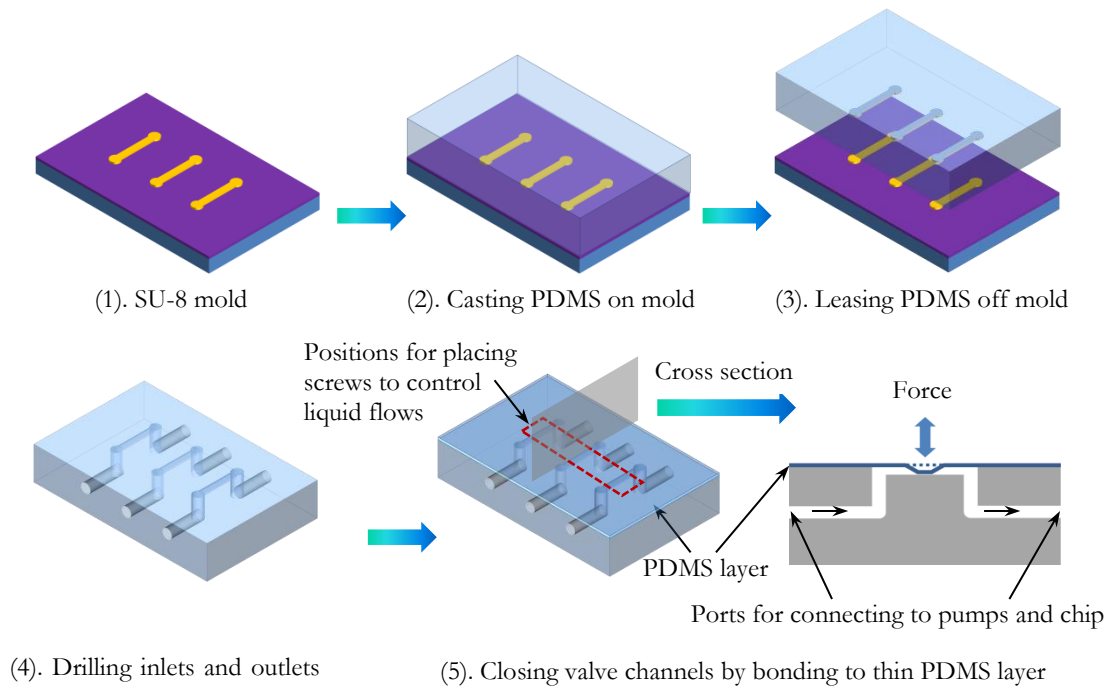 (1). SU-8 mold
(2). Casting PDMS on mold
(3). Leasing PDMS off mold
Positions for placing
screws to control
liquid flows
Cross section
Force
PDMS layer
Ports for connecting to pumps and chip
(4). Drilling inlets and outlets
(5). Closing valve channels by bonding to thin PDMS layer